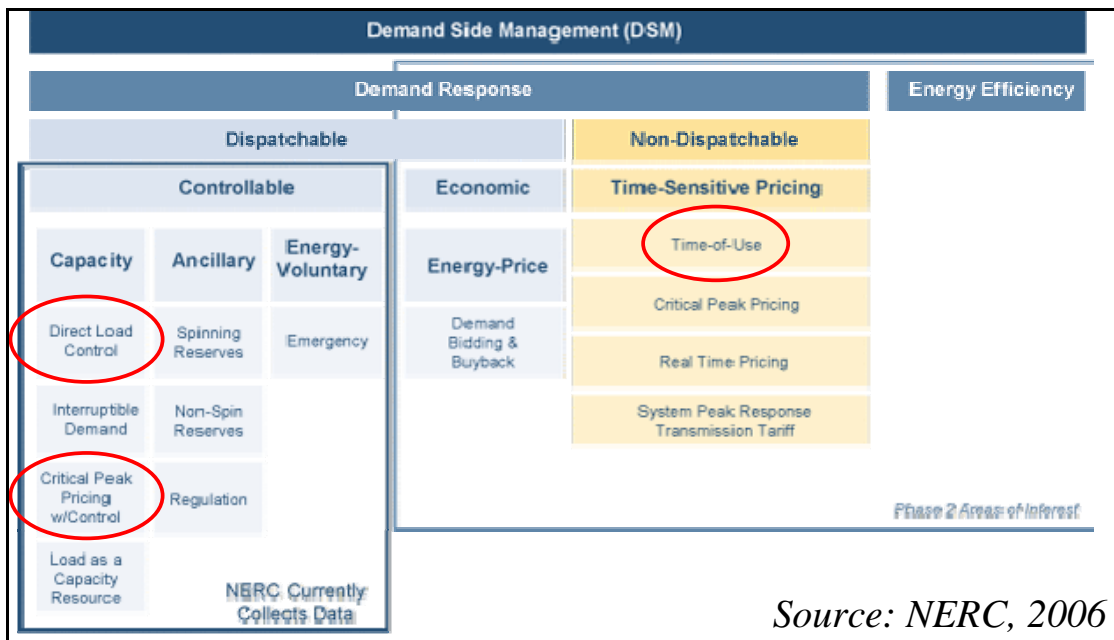 Demand Side Management (DSM)
Demand Response
Energy Efficiency
Dispatchable
Non-Dispatchable
Controllable
Economic
Time-Sensitive Pricing
Capacity
Ancillary
Energy-
Voluntary
Energy-Price
Time-of-Use
Critical Peak Pricing
Direct Load
Control
Spinning
Reserves
Emergency
Demand
Bidding &
Buyback
Real Time Pricing
Interruptible
Demand
Non-Spin
Reserves
System Peak Response
Transmission Tariff
Critical Peak
Pricing
w/Control
Regulation
Phase 2 Areas of Interest
Load as a
Capacity
Resource
NERC Currently
Collects Data
Source: NERC, 2006